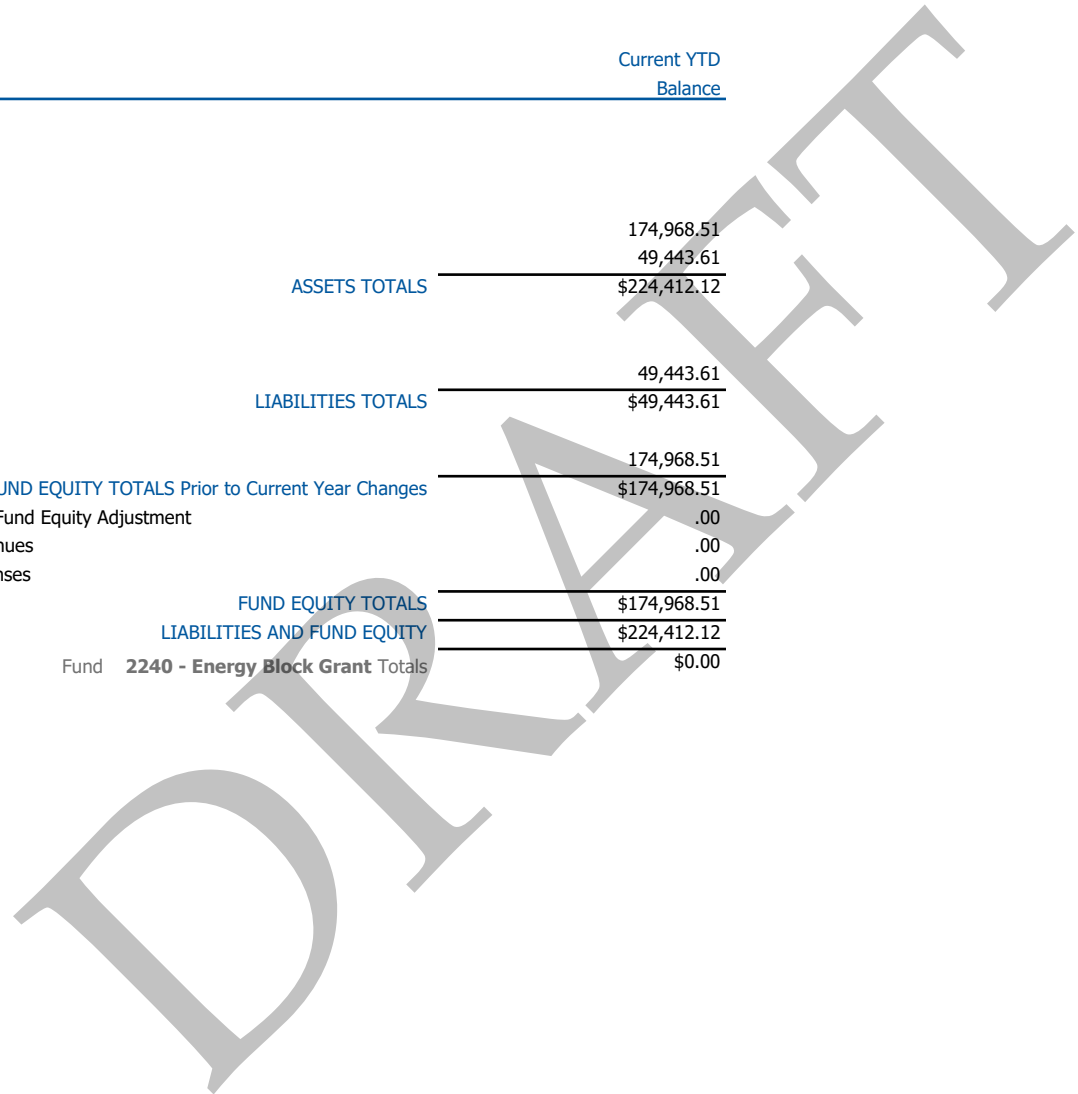 Current YTD
Balance
174,968.51
49,443.61
ASSETS TOTALS $224,412.12
49,443.61
LIABILITIES TOTALS $49,443.61
174,968.51
EQUITY TOTALS Prior to Current Year Changes $174,968.51
Fund Equity Adjustment .00
.00
.00
FUND EQUITY TOTALS $174,968.51
LIABILITIES AND FUND EQUITY $224,412.12
Fund 2240 - Energy Block Grant Totals $0.00
DRAFT